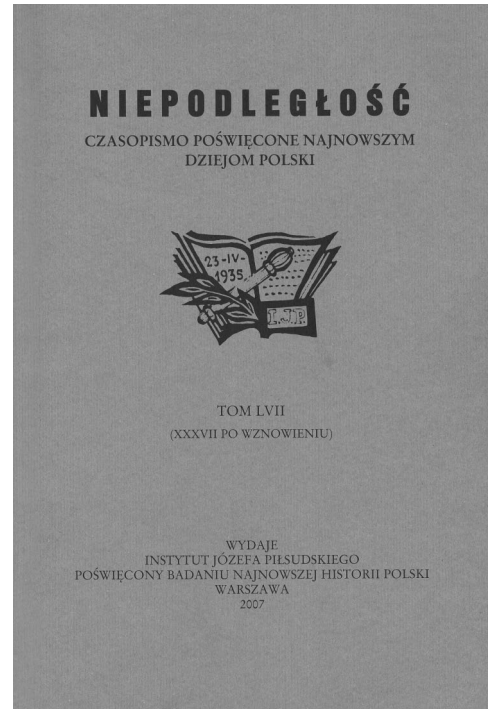 NIEPODLEGŁOŚĆ
CZASOPISMO POŚWIĘCONE NAJNOWSZYM
DZIEJOM POLSKI
23-IV-
1935
I.J.P
TOM LVII
(XXXVII PO WZNOWIENIU)
WYDAJE
INSTYTUT JÓZEFA PIŁSUDSKIEGO
POŚWIĘCONY BADANIU NAJNOWSZEJ HISTORII POLSKI
WARSZAWA
2007